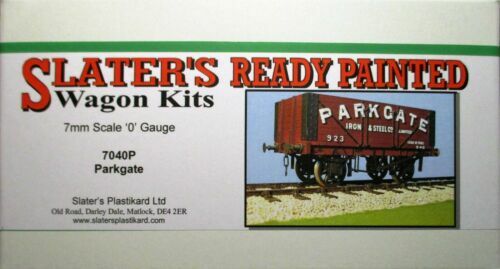 SLATER'S READY PAINTED
Wagon Kits
7mm Scale '0' Gauge
7040P
Parkgate
Slater's Plastikard Ltd
Old Road, Darley Dale, Matlock, DE4 2ER
www.slatersplastikard.com
PARKGATE
IRON & STEEL CO
LIMITED
923